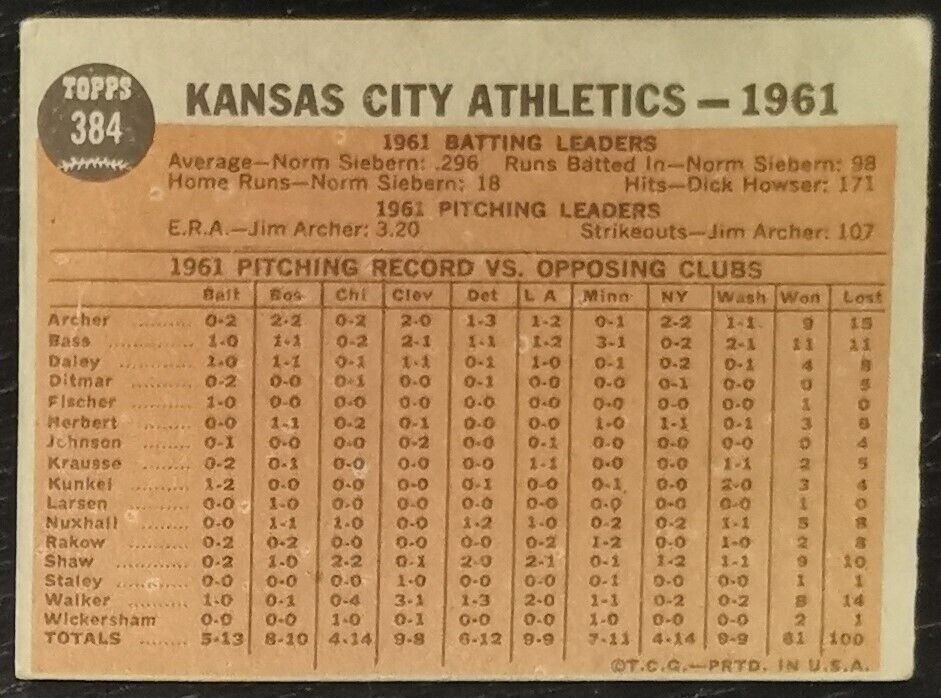 TOPPS
384
KANSAS CITY ATHLETICS — 1961
1961 BATTING LEADERS
Average—Norm Siebern: .296 Runs Batted In—Norm Siebern: 98
Home Runs—Norm Siebern: 18 Hits—Dick Howser: 171
1961 PITCHING LEADERS
E.R.A.—Jim Archer: 3.20 Strikeouts—Jim Archer: 107
1961 PITCHING RECORD VS. OPPOSING CLUBS
Balt Bos Chi Clev Det L A Minn NY Wash Won Lost
Archer 0-2 2-2 0-2 2-0 1-3 1-2 0-1 2-2 1-1 9 15
Bass 1-0 1-1 0-2 2-1 1-1 1-2 3-1 0-2 2-1 11 11
Daley 1-0 1-1 0-1 1-1 0-1 1-0 0-1 0-2 0-1 4 8
Ditmar 0-2 0-0 0-1 0-0 0-1 0-0 0-0 0-1 0-0 0 5
Fischer 1-0 0-0 0-0 0-0 0-0 0-0 0-0 0-0 0-0 1 0
Herbert 0-0 1-1 0-2 0-1 0-0 0-0 1-0 1-1 0-1 3 6
Johnson 0-1 0-0 0-0 0-2 0-0 0-1 0-0 0-0 0-0 0 4
Krausse 0-2 0-1 0-0 0-0 0-0 1-1 0-0 0-0 1-1 2 5
Kunkel 1-2 0-0 0-0 0-0 0-1 0-0 0-1 0-0 2-0 3 4
Larsen 0-0 1-0 0-0 0-0 0-0 0-0 0-0 0-0 0-0 1 0
Nuxhall 0-0 1-1 1-0 0-0 1-2 1-0 0-2 0-2 1-1 5 8
Rakow 0-2 0-2 0-0 0-0 0-0 0-2 1-2 0-0 1-0 2 8
Shaw 0-2 1-0 2-2 0-1 2-0 2-1 0-1 1-2 1-1 9 10
Staley 0-0 0-0 0-0 1-0 0-0 0-0 0-1 0-0 0-0 1 1
Walker 1-0 0-1 0-4 3-1 1-3 2-0 1-1 0-2 0-2 8 14
Wickersham 0-0 0-0 1-0 0-1 0-0 0-0 1-0 0-0 0-0 2 1
TOTALS 5-13 8-10 4-14 9-8 6-12 9-9 7-11 4-14 9-9 61 100
©T.C.G.—PRTD. IN U.S.A.